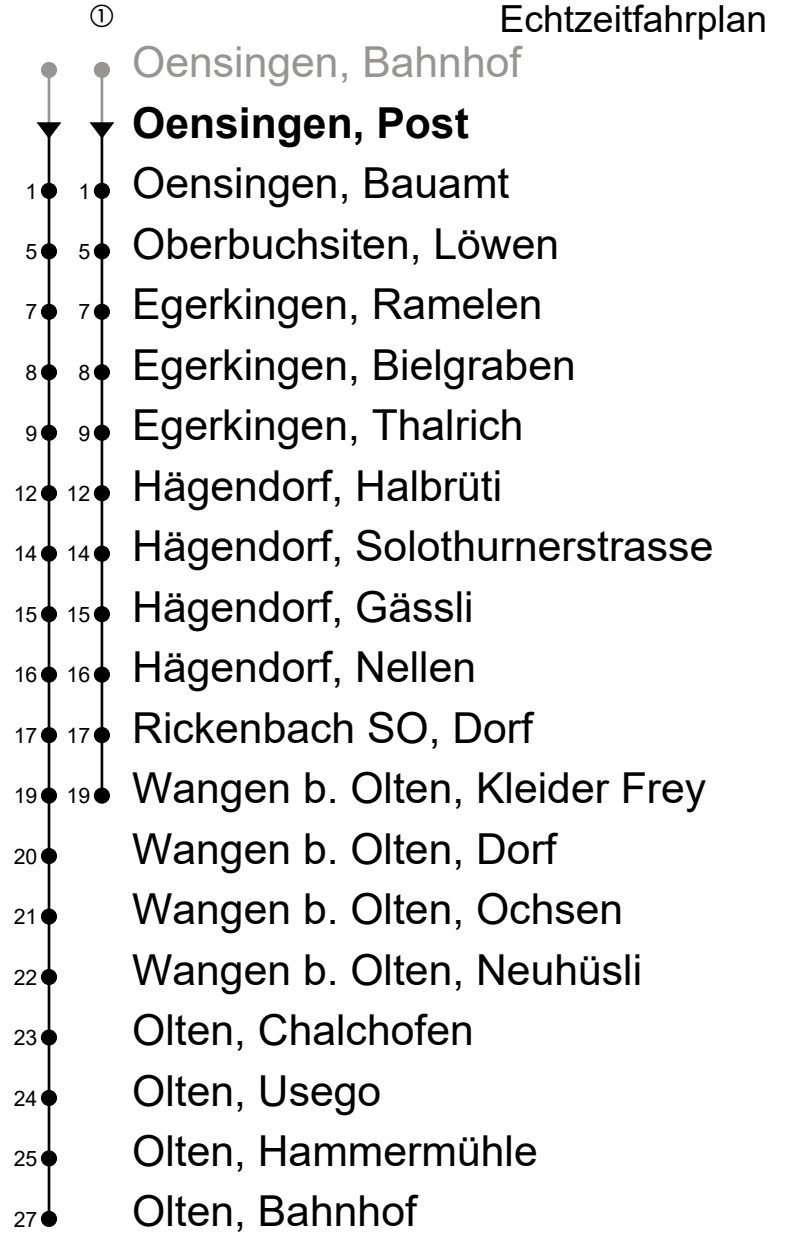 ① Echtzeitfahrplan
Oensingen, Bahnhof
Oensingen, Post
1 1 Oensingen, Bauamt
5 5 Oberbuchsiten, Löwen
7 7 Egerkingen, Ramelen
8 8 Egerkingen, Bielgraben
9 9 Egerkingen, Thalrich
12 12 Hägendorf, Halbrüti
14 14 Hägendorf, Solothurnerstrasse
15 15 Hägendorf, Gässli
16 16 Hägendorf, Nellen
17 17 Rickenbach SO, Dorf
19 19 Wangen b. Olten, Kleider Frey
20 Wangen b. Olten, Dorf
21 Wangen b. Olten, Ochsen
22 Wangen b. Olten, Neuhüsli
23 Olten, Chalchofen
24 Olten, Usego
25 Olten, Hammermühle
27 Olten, Bahnhof